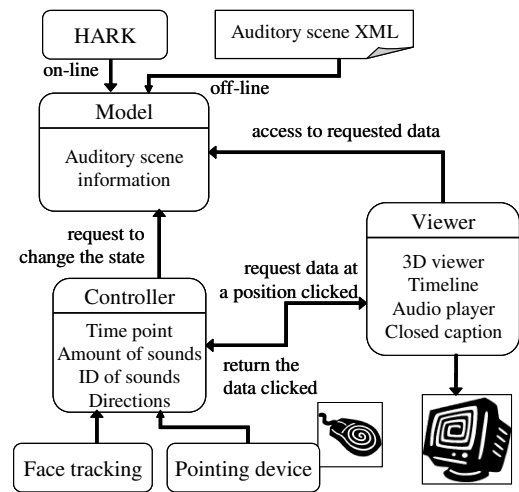 HARK
Auditory scene XML
on-line
off-line
Model
Auditory scene
information
access to requested data
request to
change the state
Viewer
3D viewer
Timeline
Audio player
Closed caption
request data at
a position clicked
Controller
Time point
Amount of sounds
ID of sounds
Directions
return the
data clicked
Face tracking
Pointing device